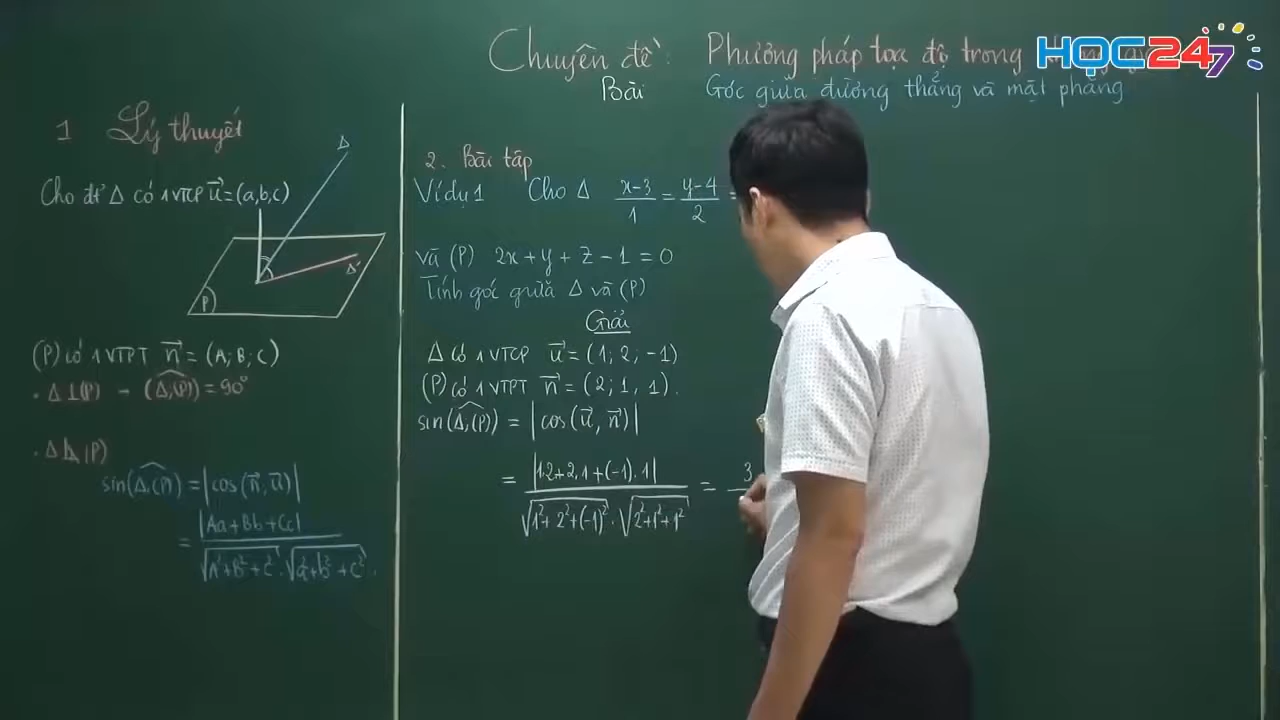 HỌC247
Chuyên đề: Phương pháp tọa độ trong
Bài Góc giữa đường thẳng và mặt phẳng
1 Lý thuyết
Cho đt Δ có 1 VTCP u⃗ = (a,b,c)
Δ
Δ'
P)
(P) có 1 VTPT n⃗ = (A; B; C)
. Δ ⊥ (P) → (Δ,(P)) = 90°
. Δ ⊥̸ (P)
sin(Δ,(P)) = |cos(n⃗, u⃗)|
= |Aa + Bb + Cc| / √(A² + B² + C²) . √(a² + b² + c²) .
2. Bài tập
Ví dụ 1 Cho Δ (x-3)/1 = (y-4)/2 =
và (P) 2x + y + z - 1 = 0
Tính góc giữa Δ và (P)
Giải
Δ có 1 VTCP u⃗ = (1; 2; -1)
(P) có 1 VTPT n⃗ = (2; 1, 1).
sin(Δ,(P)) = |cos(u⃗, n⃗)|
= |1.2 + 2.1 + (-1).1| / √(1² + 2² + (-1)²) . √(2² + 1² + 1²) = 3